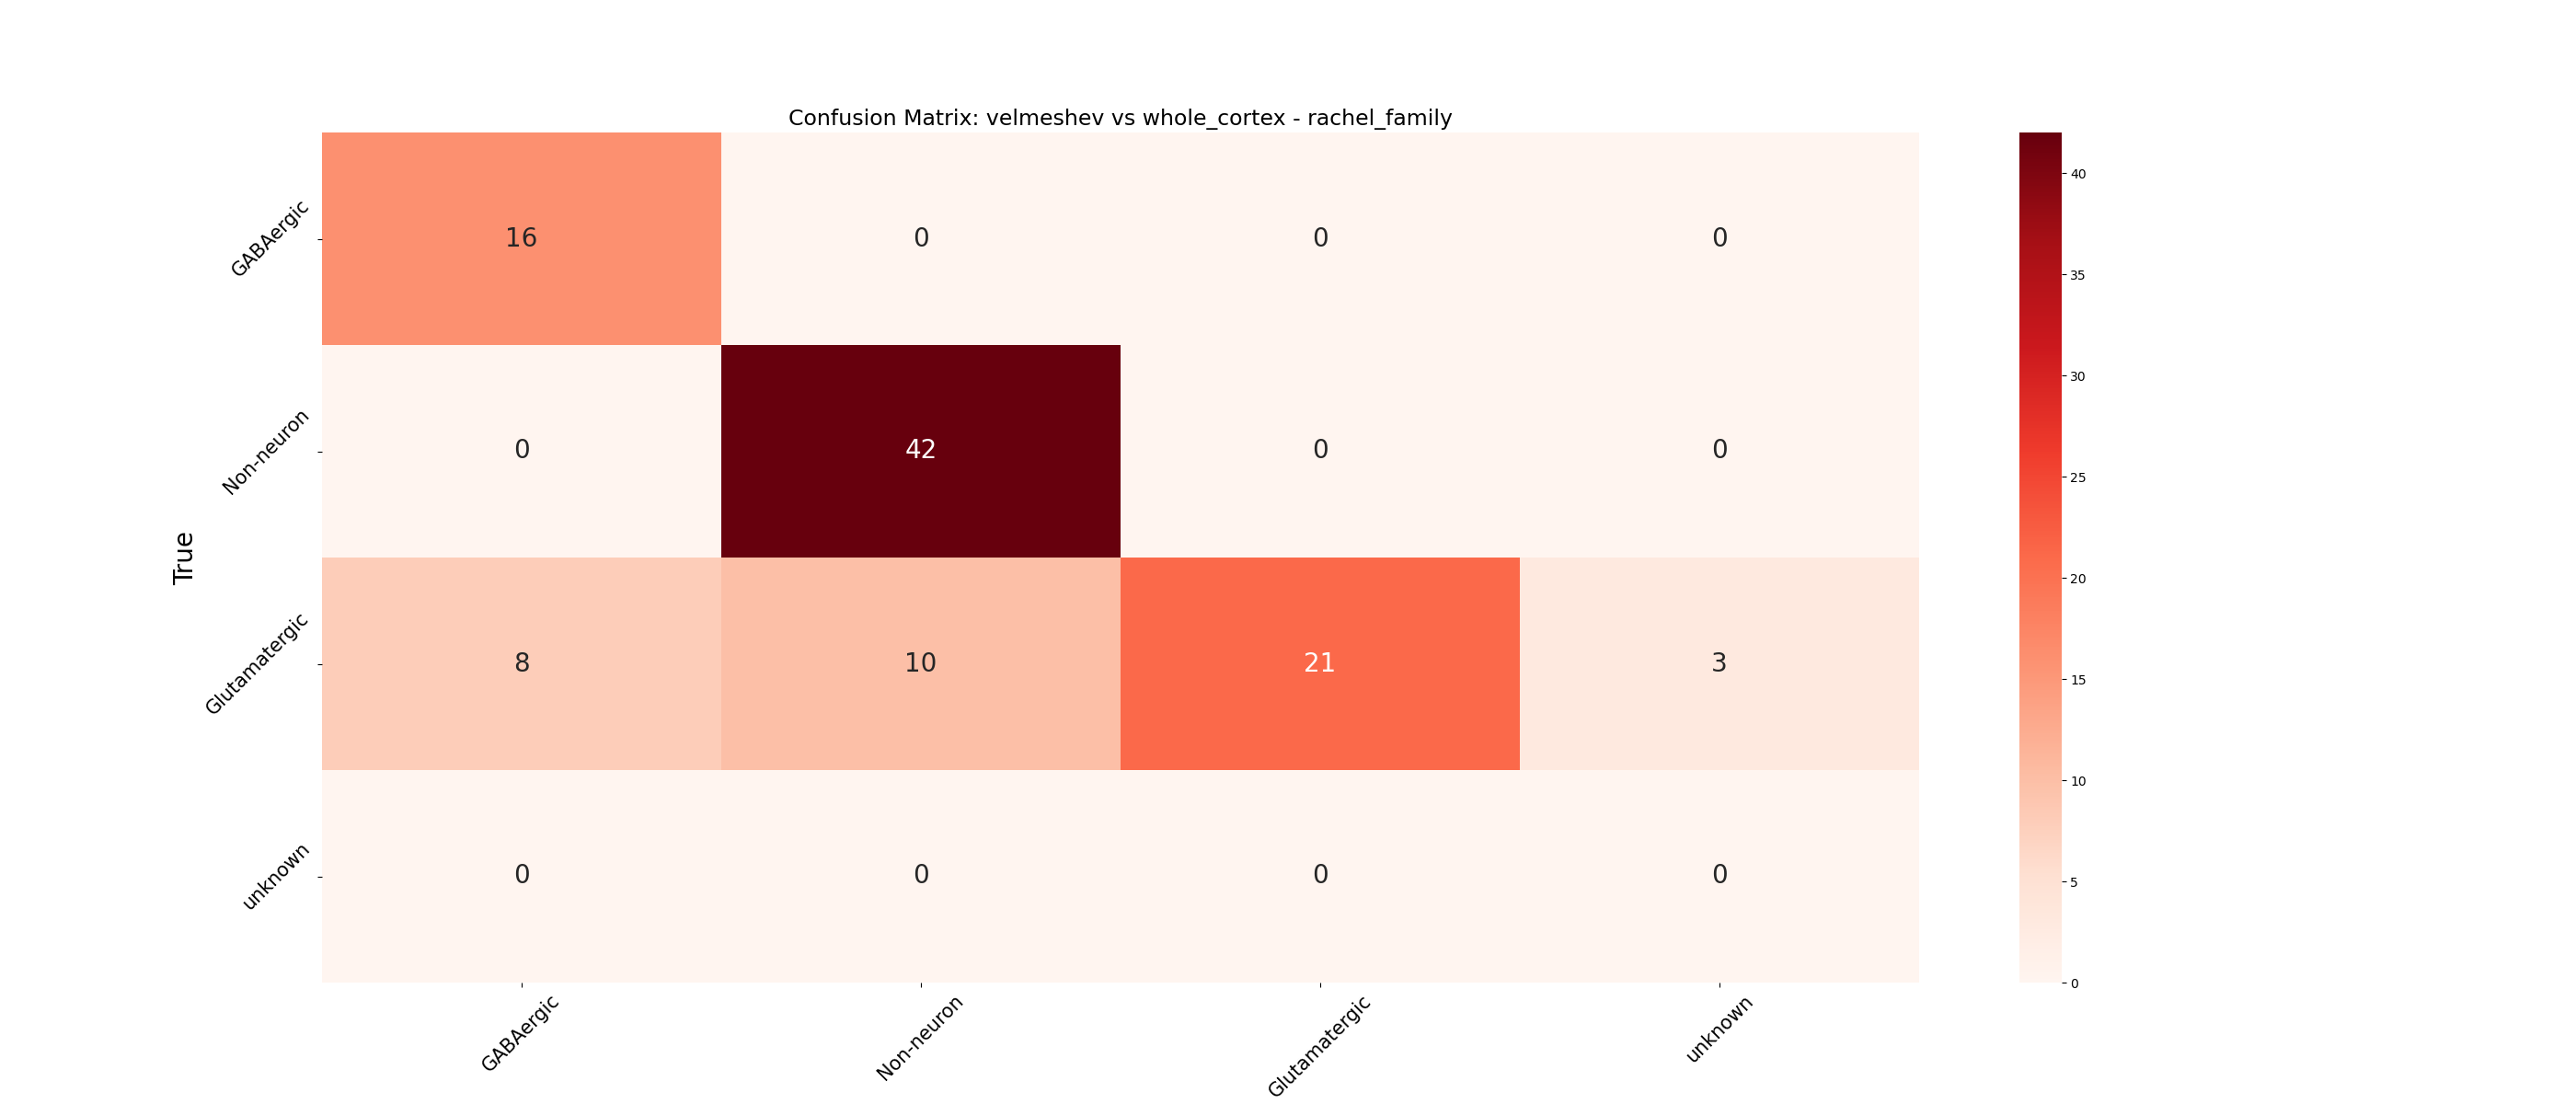 Confusion Matrix: velmeshev vs whole_cortex - rachel_family
True
GABAergic
16 0 0 0
Non-neuron
0 42 0 0
Glutamatergic
8 10 21 3
unknown
0 0 0 0
GABAergic
Non-neuron
Glutamatergic
unknown
40
35
30
25
20
15
10
5
0